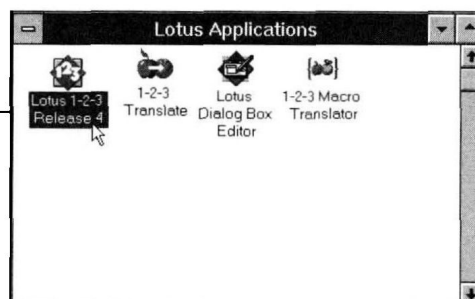 Lotus Applications
Lotus 1-2-3
Release 4
1-2-3
Translate
Lotus
Dialog Box
Editor
1-2-3 Macro
Translator